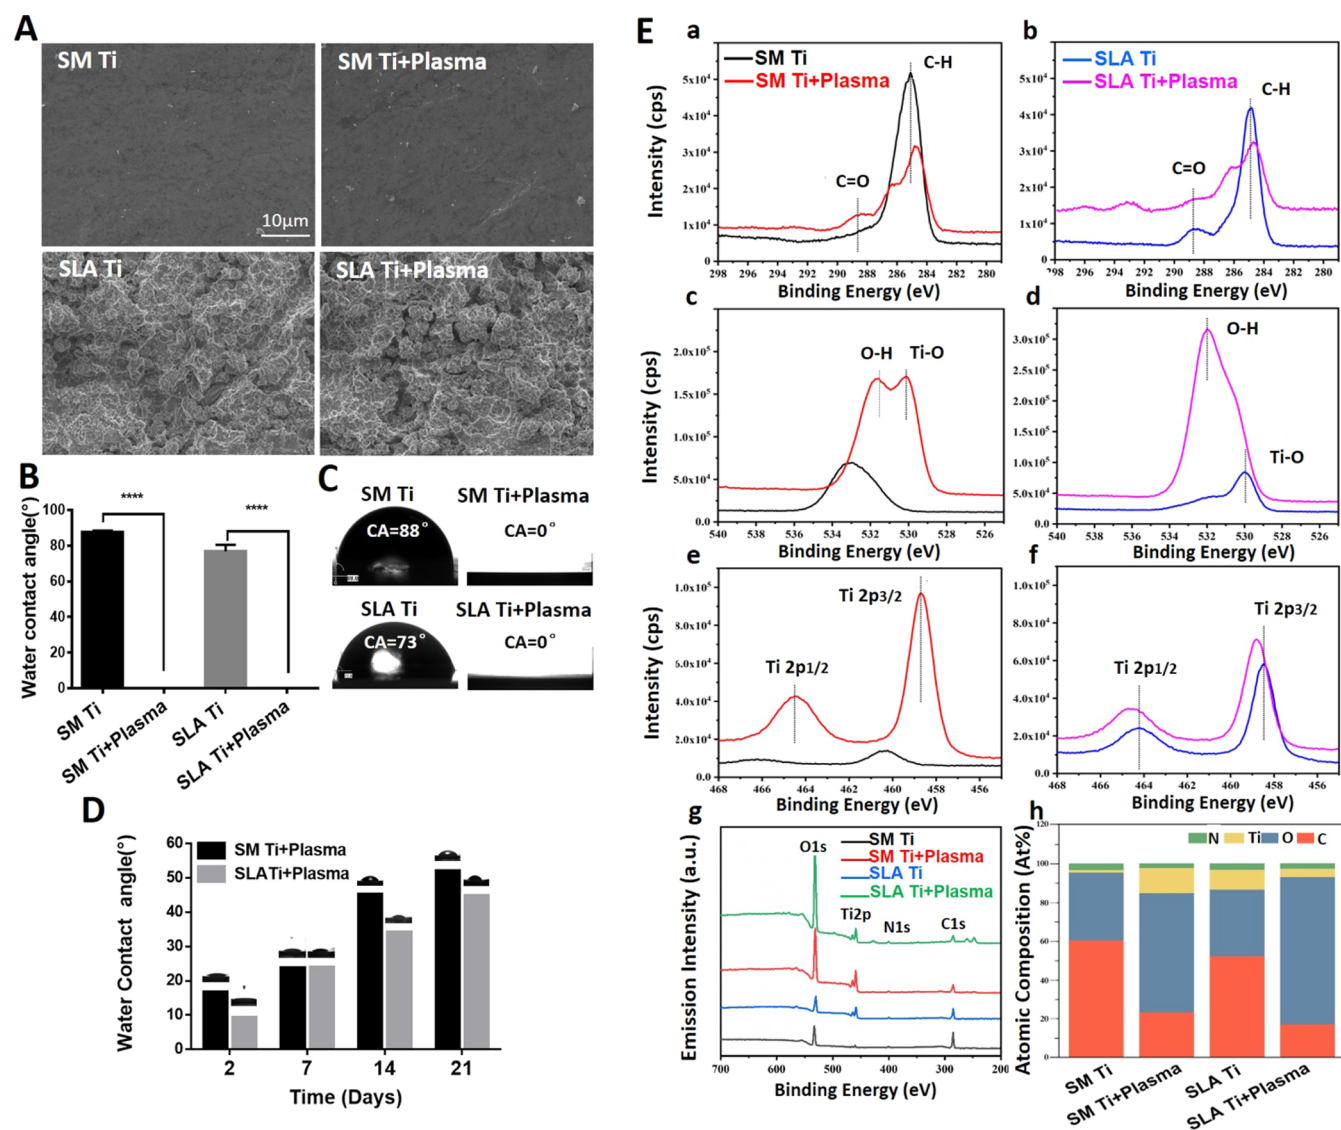 A
SM Ti
SM Ti+Plasma
10μm
SLA Ti
SLA Ti+Plasma
B
Water contact angle(°)
100
80
60
40
20
0
****
****
SM Ti
SM Ti+Plasma
SLA Ti
SLA Ti+Plasma
C
SM Ti
SM Ti+Plasma
CA=88°
CA=0°
SLA Ti
SLA Ti+Plasma
CA=73°
CA=0°
D
Water Contact angle(°)
60
50
40
30
20
10
0
SM Ti+Plasma
SLATi+Plasma
2 7 14 21
Time (Days)
E
a
SM Ti
SM Ti+Plasma
C-H
C=O
Intensity (cps)
5x10⁴
4x10⁴
3x10⁴
2x10⁴
1x10⁴
0
298 296 294 292 290 288 286 284 282 280
Binding Energy (eV)
b
SLA Ti
SLA Ti+Plasma
C-H
C=O
5x10⁴
4x10⁴
3x10⁴
2x10⁴
1x10⁴
0
298 296 294 292 290 288 286 284 282 280
Binding Energy (eV)
c
O-H
Ti-O
Intensity (cps)
2.0x10⁵
1.5x10⁵
1.0x10⁵
5.0x10⁴
0.0
540 538 536 534 532 530 528 526
Binding Energy (eV)
d
O-H
Ti-O
3.0x10⁵
2.5x10⁵
2.0x10⁵
1.5x10⁵
1.0x10⁵
5.0x10⁴
0.0
540 538 536 534 532 530 528 526
Binding Energy (eV)
e
Ti 2p3/2
Ti 2p1/2
Intensity (cps)
1.0x10⁵
8.0x10⁴
6.0x10⁴
4.0x10⁴
2.0x10⁴
0.0
468 466 464 462 460 458 456
Binding Energy (eV)
f
Ti 2p3/2
Ti 2p1/2
1.0x10⁵
8.0x10⁴
6.0x10⁴
4.0x10⁴
2.0x10⁴
0.0
468 466 464 462 460 458 456
Binding Energy (eV)
g
SM Ti
SM Ti+Plasma
SLA Ti
SLA Ti+Plasma
O1s
Ti2p
N1s
C1s
Emission Intensity (a.u.)
700 600 500 400 300 200
Binding Energy (eV)
h
N Ti O C
Atomic Composition (At%)
120
100
80
60
40
20
0
SM Ti
SM Ti+Plasma
SLA Ti
SLA Ti+Plasma